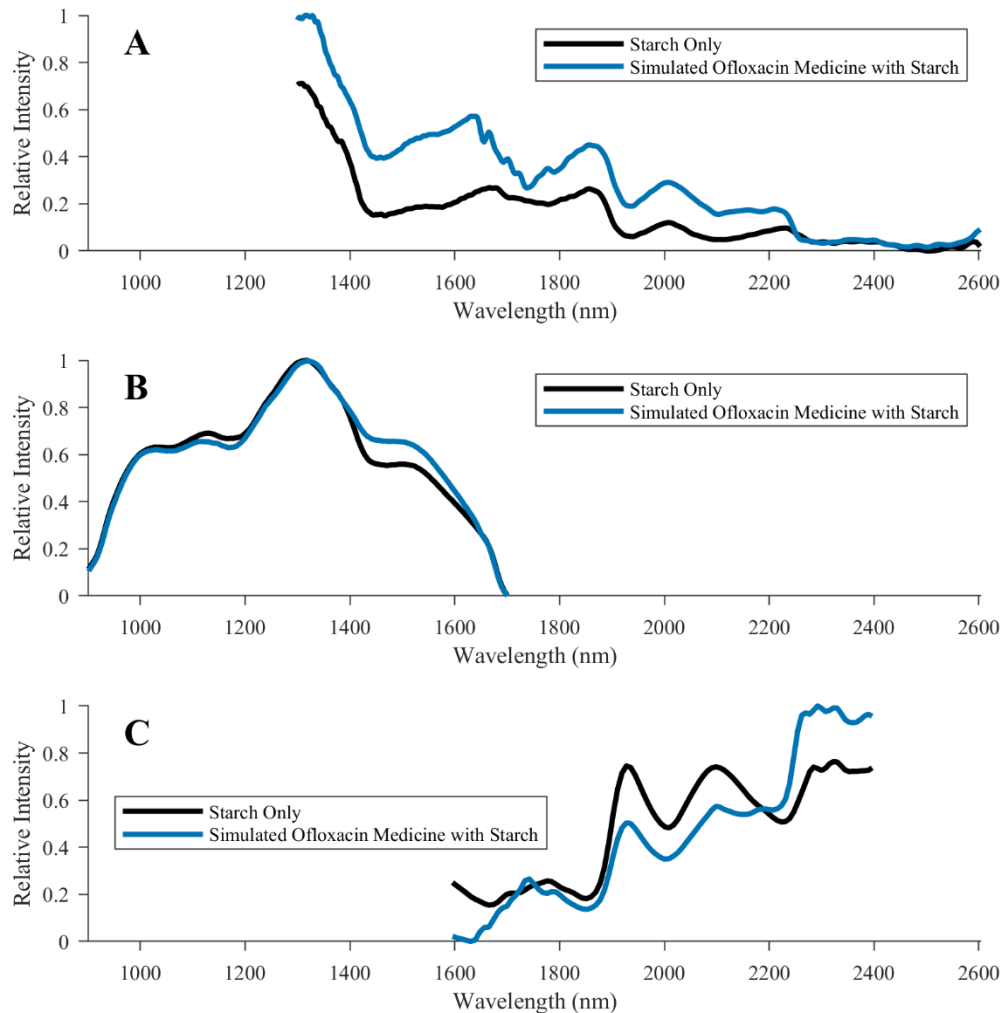 A
1
0.8
0.6
0.4
0.2
0
Relative Intensity
Starch Only
Simulated Ofloxacin Medicine with Starch
1000 1200 1400 1600 1800 2000 2200 2400 2600
Wavelength (nm)
B
1
0.8
0.6
0.4
0.2
0
Relative Intensity
Starch Only
Simulated Ofloxacin Medicine with Starch
1000 1200 1400 1600 1800 2000 2200 2400 2600
Wavelength (nm)
C
1
0.8
0.6
0.4
0.2
0
Relative Intensity
Starch Only
Simulated Ofloxacin Medicine with Starch
1000 1200 1400 1600 1800 2000 2200 2400 2600
Wavelength (nm)